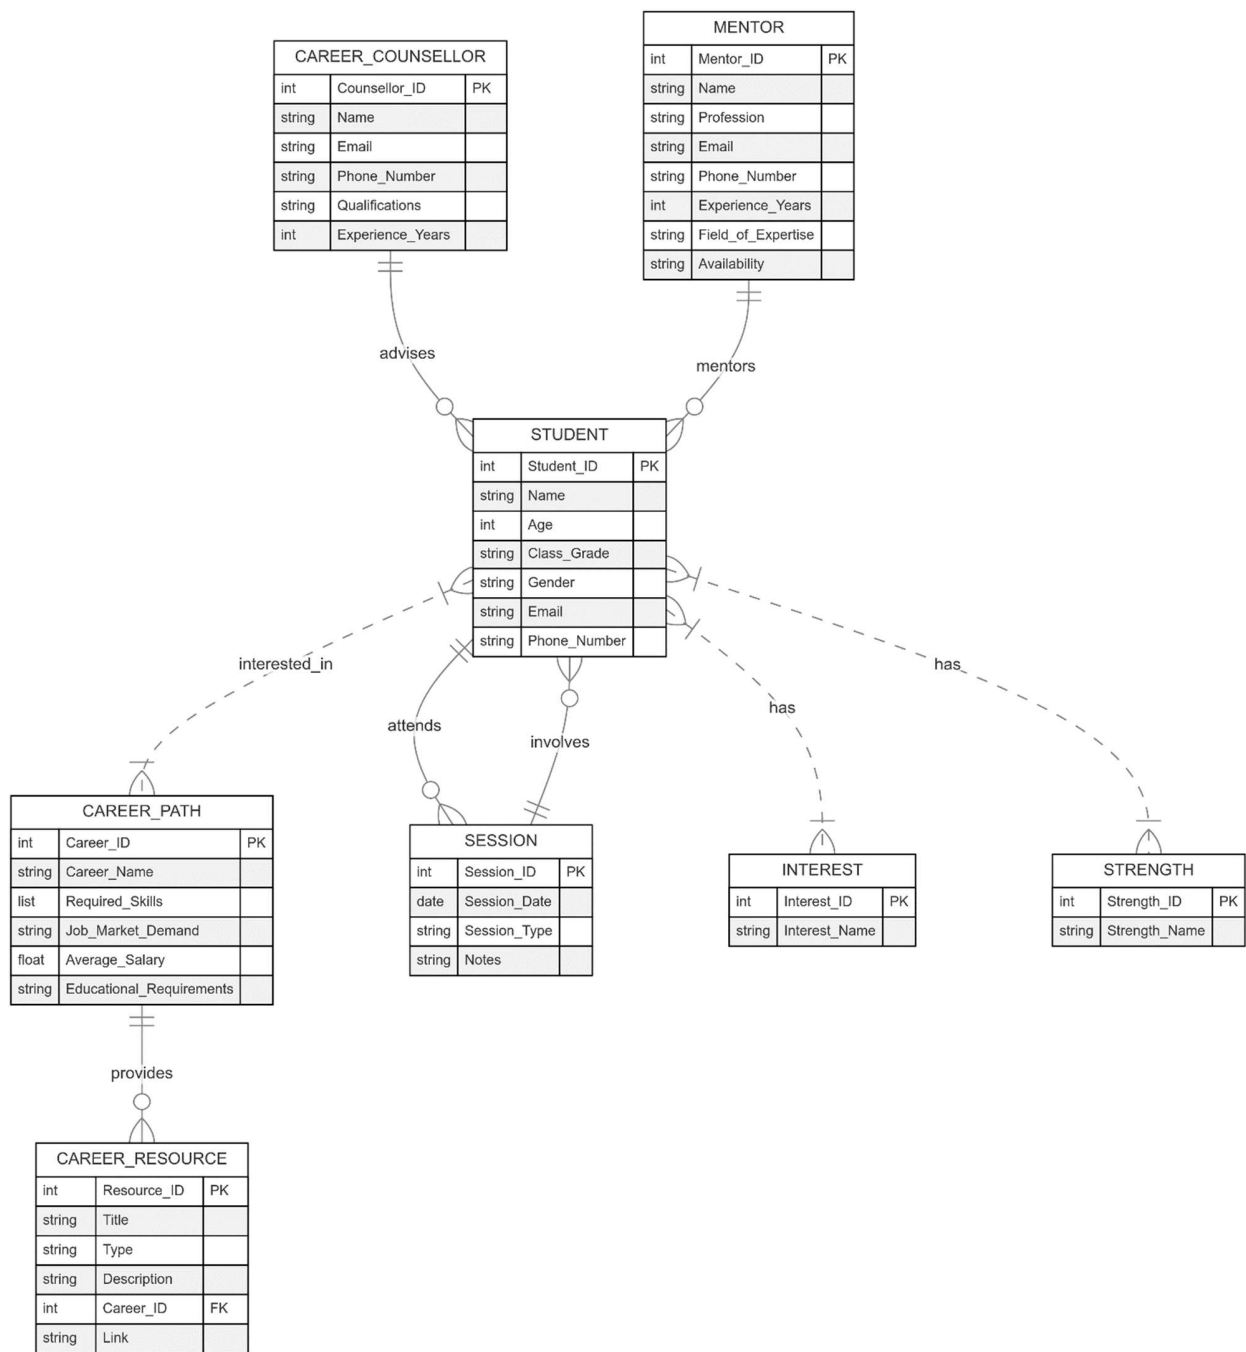 CAREER_COUNSELLOR
int Counsellor_ID PK
string Name
string Email
string Phone_Number
string Qualifications
int Experience_Years
MENTOR
int Mentor_ID PK
string Name
string Profession
string Email
string Phone_Number
int Experience_Years
string Field_of_Expertise
string Availability
advises
mentors
STUDENT
int Student_ID PK
string Name
int Age
string Class_Grade
string Gender
string Email
string Phone_Number
interested_in
attends
involves
has
has
CAREER_PATH
int Career_ID PK
string Career_Name
list Required_Skills
string Job_Market_Demand
float Average_Salary
string Educational_Requirements
SESSION
int Session_ID PK
date Session_Date
string Session_Type
string Notes
INTEREST
int Interest_ID PK
string Interest_Name
STRENGTH
int Strength_ID PK
string Strength_Name
provides
CAREER_RESOURCE
int Resource_ID PK
string Title
string Type
string Description
int Career_ID FK
string Link